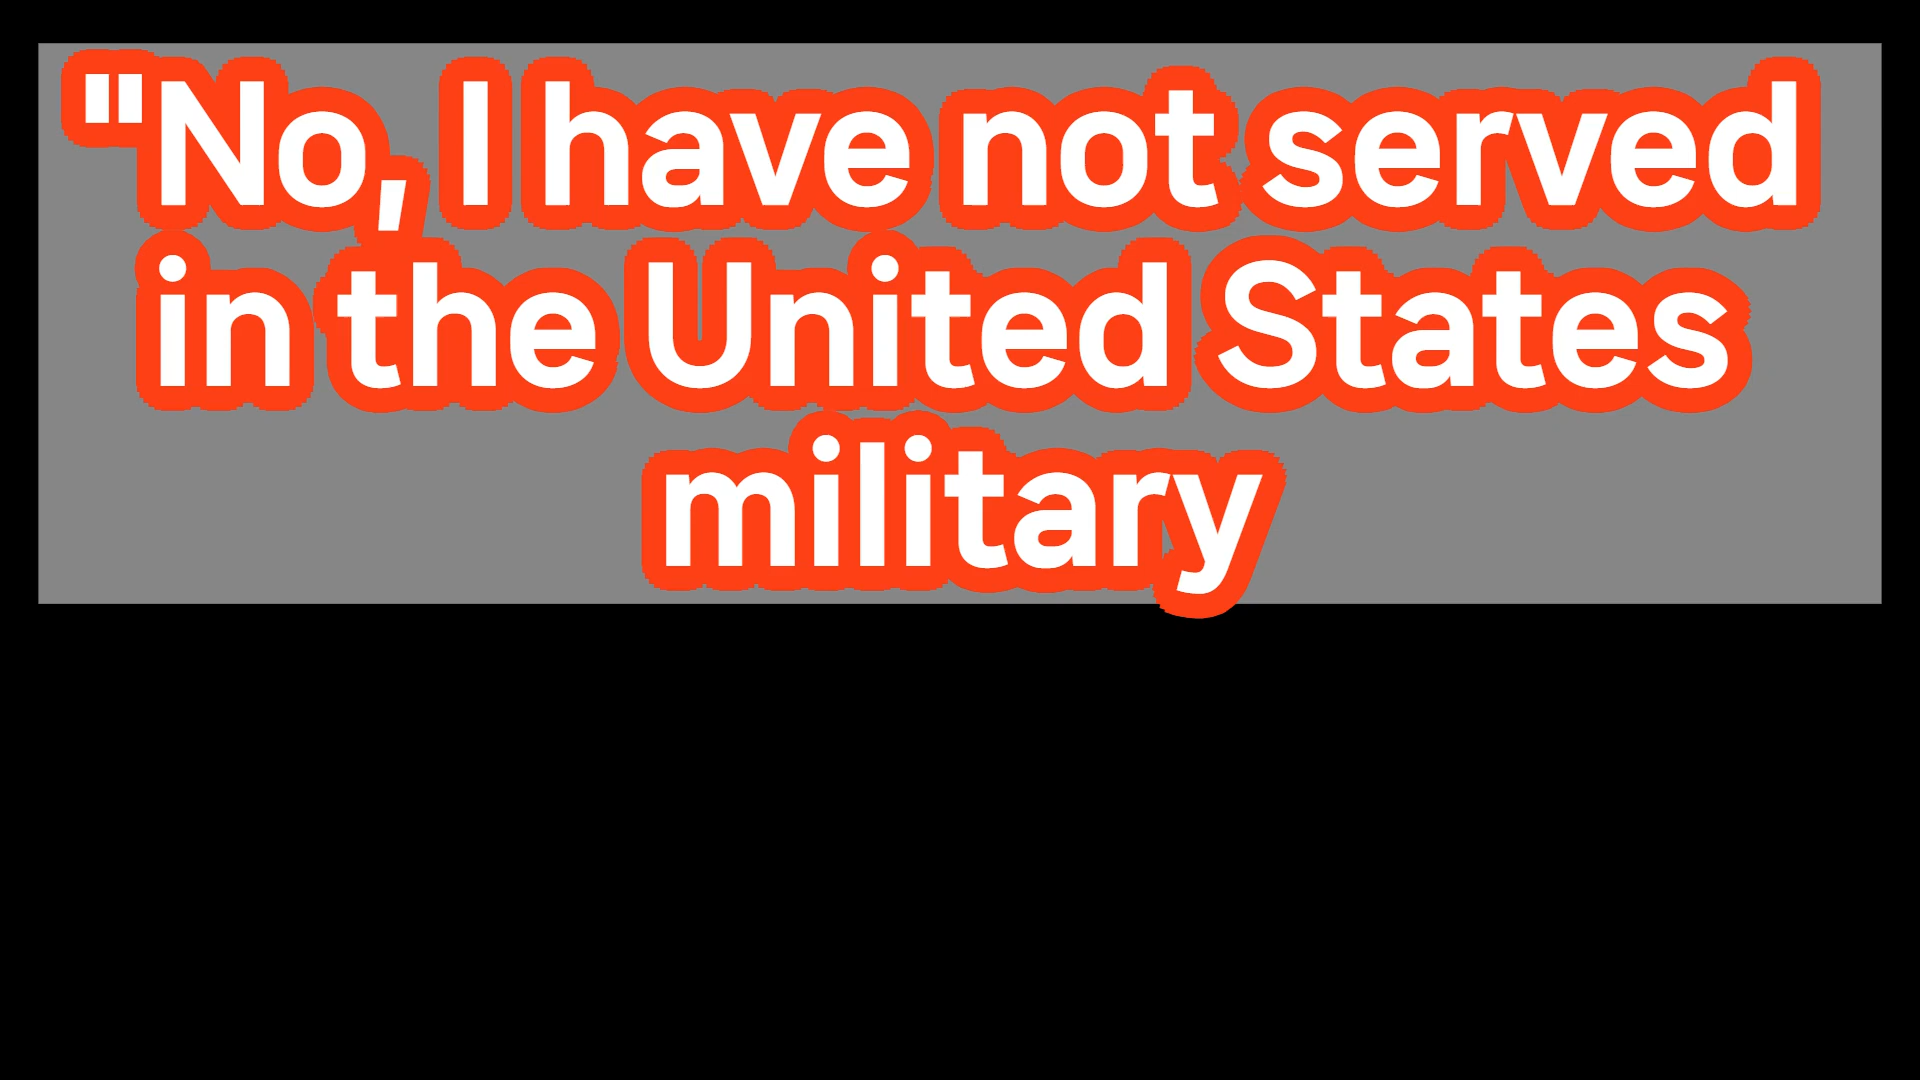 "No, I have not served
in the United States
military